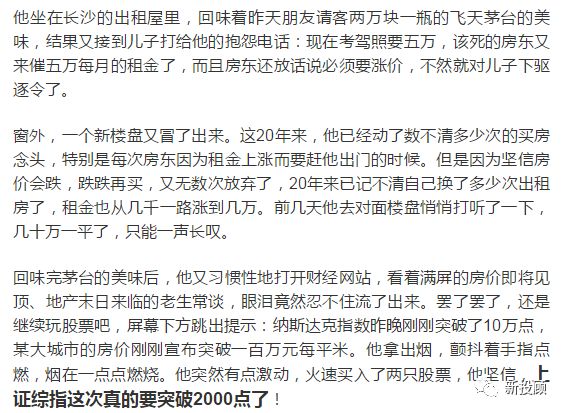 他坐在长沙的出租屋里，回味着昨天朋友请客两万块一瓶的飞天茅台的美
味，结果又接到儿子打给他的抱怨电话：现在考驾照要五万，该死的房东又
来催五万每月的租金了，而且房东还放话说必须要涨价，不然就对儿子下驱
逐令了。
窗外，一个新楼盘又冒了出来。这20年来，他已经动了数不清多少次的买房
念头，特别是每次房东因为租金上涨而要赶他出门的时候。但是因为坚信房
价会跌，跌跌再买，又无数次放弃了，20年来已记不清自己换了多少次出租
房了，租金也从几千一路涨到几万。前几天他去对面楼盘悄悄打听了一下，
几十万一平了，只能一声长叹。
回味完茅台的美味后，他又习惯性地打开财经网站，看着满屏的房价即将见
顶、地产末日来临的老生常谈，眼泪竟然忍不住流了出来。罢了罢了，还是
继续玩股票吧，屏幕下方跳出提示：纳斯达克指数昨晚刚刚突破了10万点，
某大城市的房价刚刚宣布突破一百万元每平米。他拿出烟，颤抖着手指点
燃，烟在一点点燃烧。他突然有点激动，火速买入了两只股票，他坚信，上
证综指这次真的要突破2000点了！
新投顾